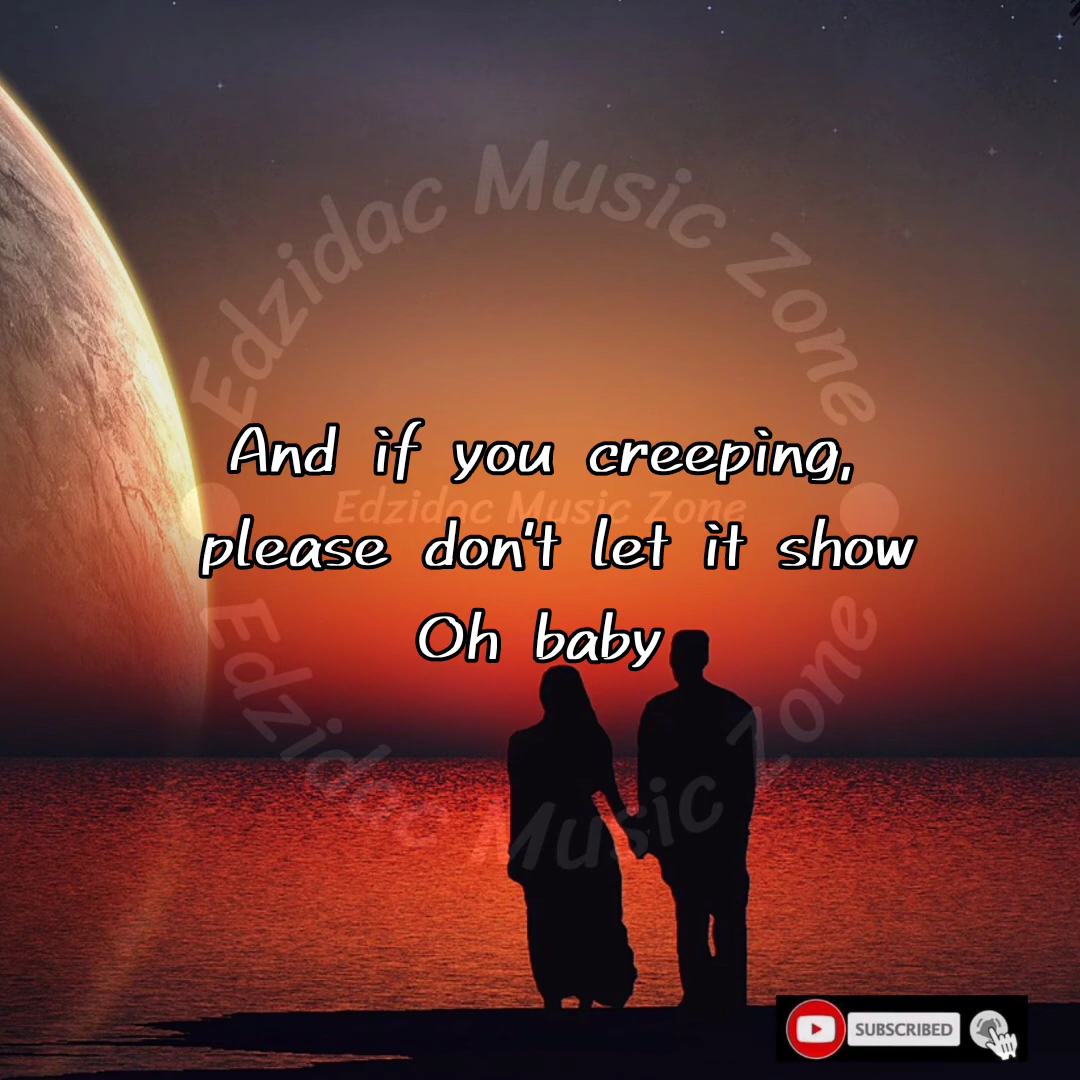 Edzidac Music Zone
And if you creeping,
Edzidac Music Zone
please don't let it show
Oh baby
Edzidac Music Zone
SUBSCRIBED